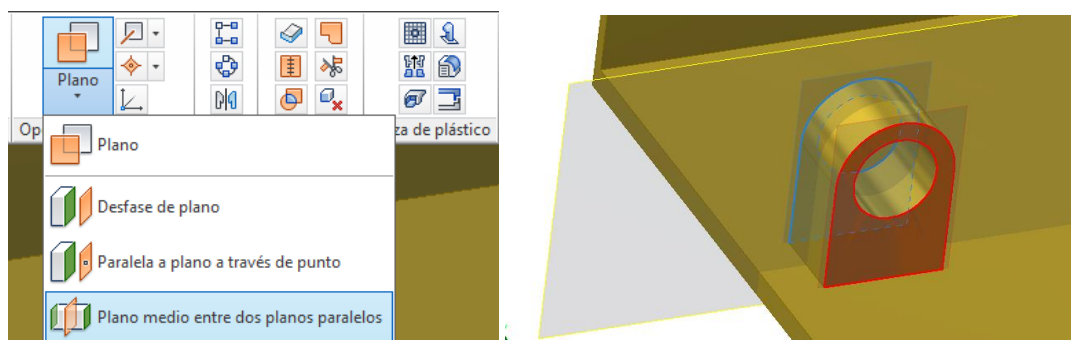 Plano
Op
za de plástico
Plano
Desfase de plano
Paralela a plano a través de punto
Plano medio entre dos planos paralelos